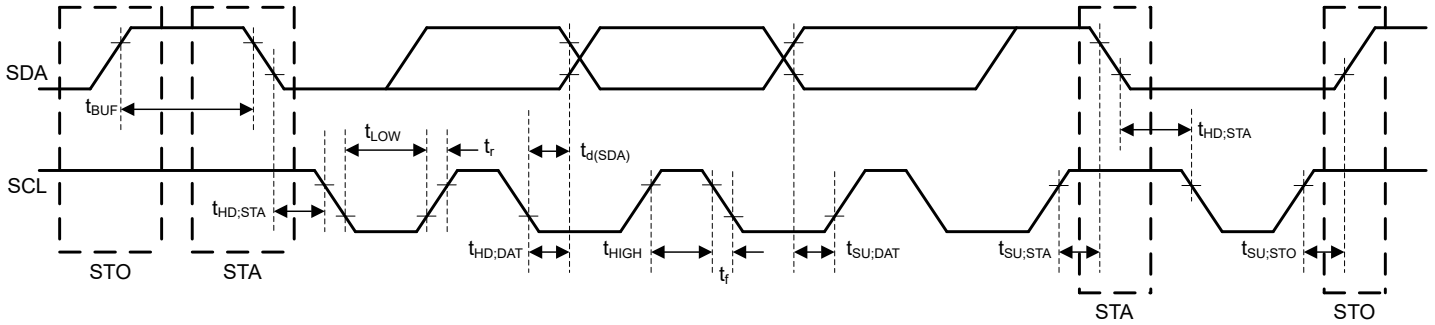 SDA
tBUF
tLOW
tr
td(SDA)
tHD;STA
SCL
tHD;STA
tHD;DAT
tHIGH
tf
tSU;DAT
tSU;STA
tSU;STO
STO
STA
STA
STO